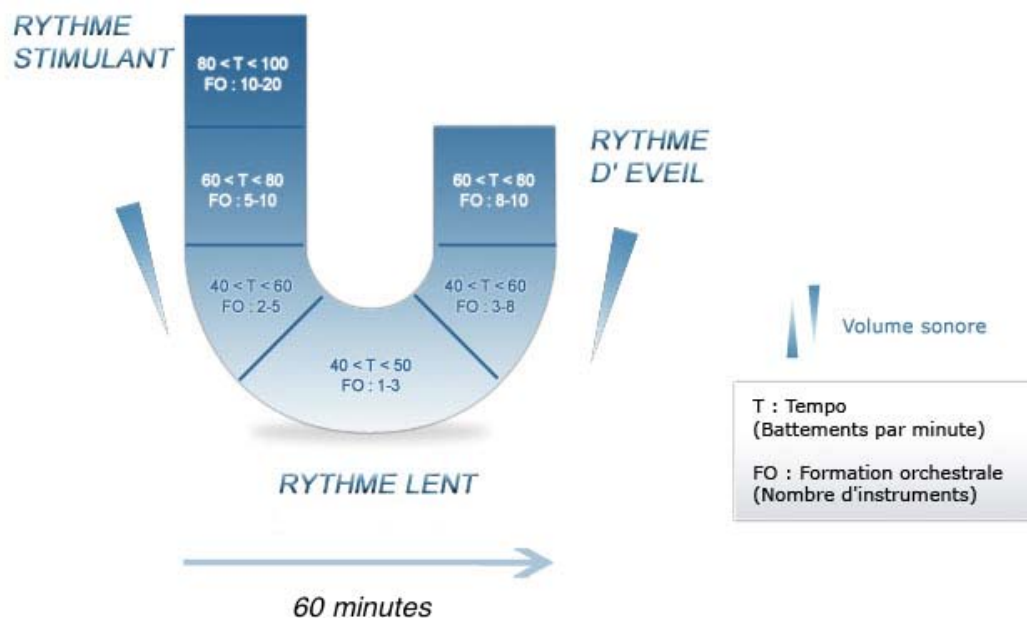 RYTHME
STIMULANT
80 < T < 100
FO : 10-20
60 < T < 80
FO : 5-10
40 < T < 60
FO : 2-5
40 < T < 50
FO : 1-3
40 < T < 60
FO : 3-8
60 < T < 80
FO : 8-10
RYTHME
D' EVEIL
RYTHME LENT
60 minutes
Volume sonore
T : Tempo
(Battements par minute)
FO : Formation orchestrale
(Nombre d'instruments)